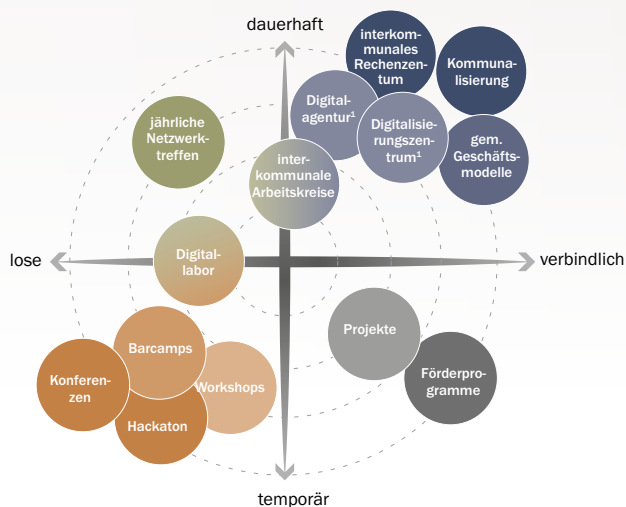 dauerhaft
interkom-
munales
Rechenzen-
tum
Kommuna-
lisierung
Digital-
agentur¹
Digitalisie-
rungszen-
trum¹
jährliche
Netzwerk-
treffen
gem.
Geschäfts-
modelle
inter-
kommunale
Arbeitskreise
lose
Digital-
labor
verbindlich
Projekte
Barcamps
Förderpro-
gramme
Konferen-
zen
Workshops
Hackaton
temporär